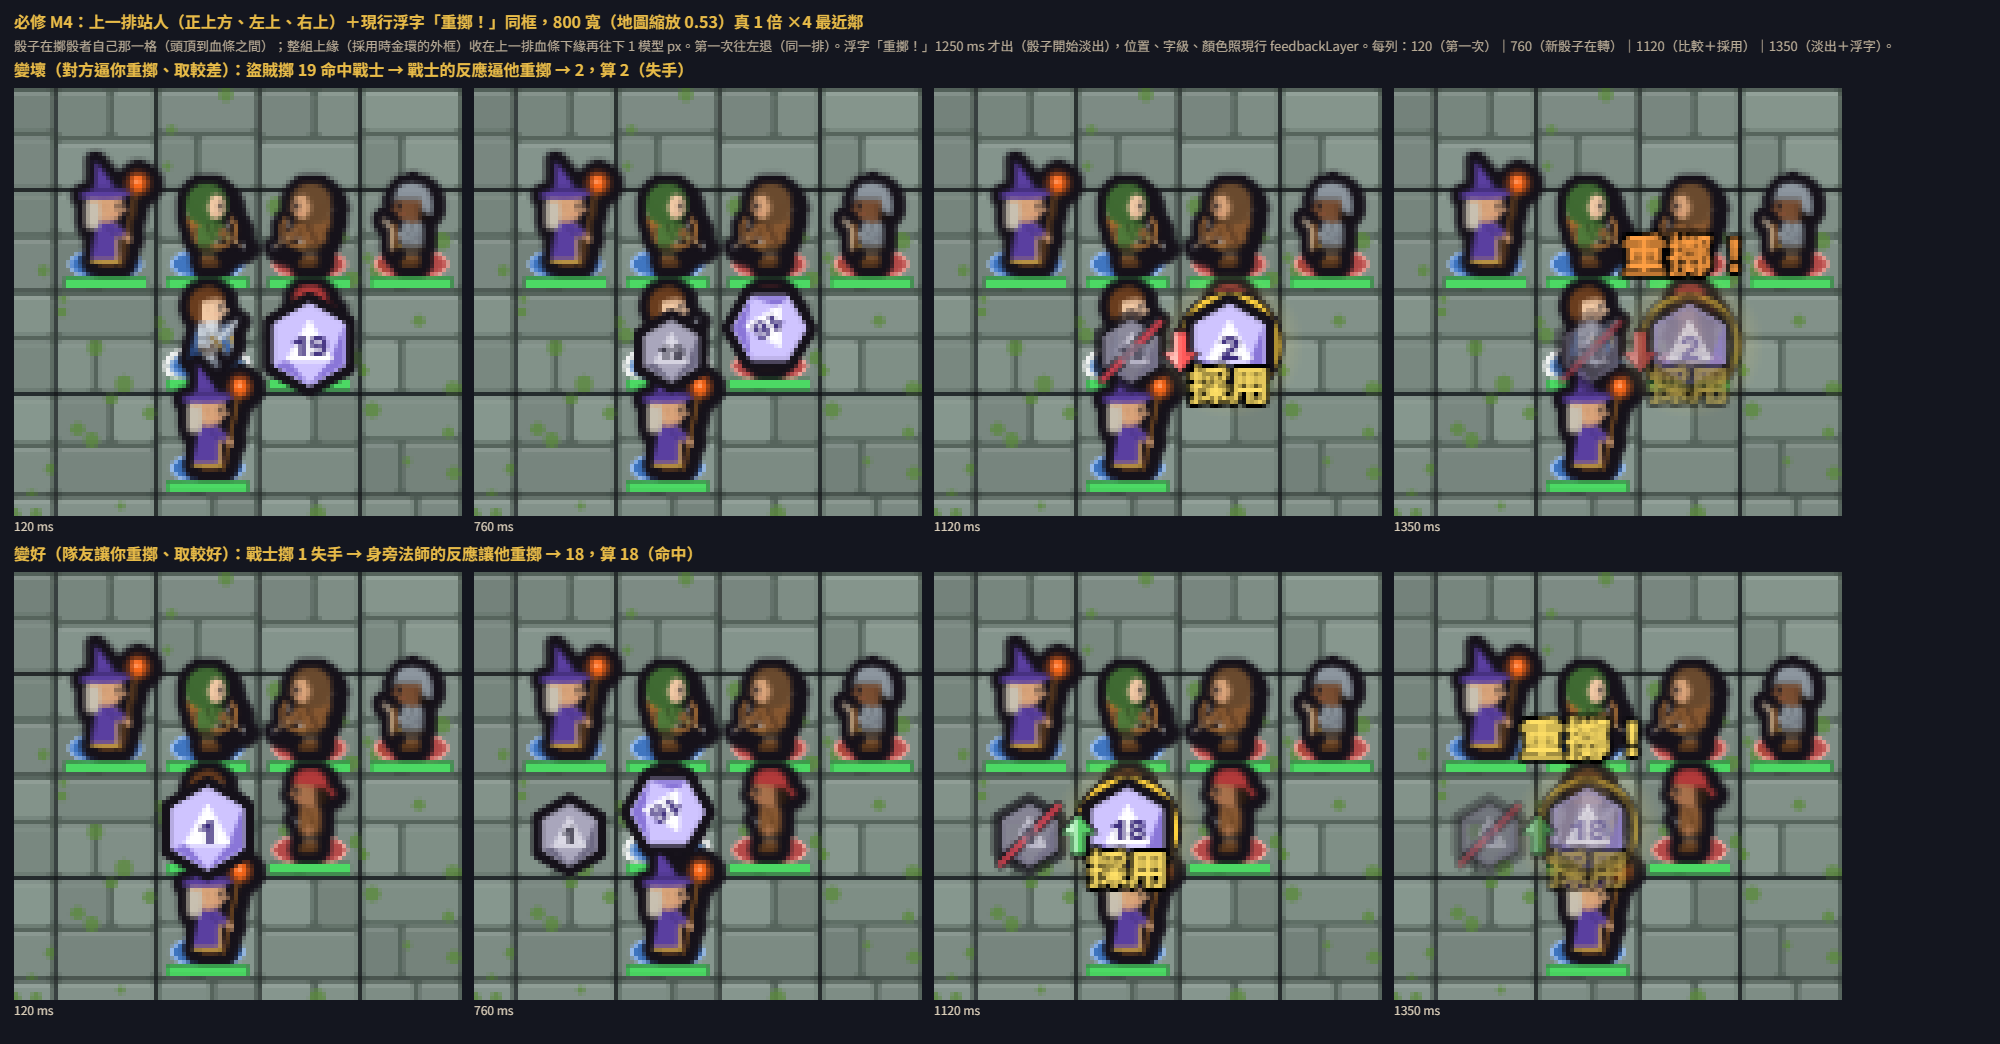 必修 M4：上一排站人（正上方、左上、右上）＋現行浮字「重擲！」同框，800 寬（地圖縮放 0.53）真 1 倍 ×4 最近鄰
骰子在擲骰者自己那一格（頭頂到血條之間）；整組上緣（採用時金環的外框）收在上一排血條下緣再往下 1 模型 px。第一次往左退（同一排）。浮字「重擲！」1250 ms 才出（骰子開始淡出），位置、字級、顏色照現行 feedbackLayer。每列：120（第一次）｜760（新骰子在轉）｜1120（比較＋採用）｜1350（淡出＋浮字）。
變壞（對方逼你重擲、取較差）：盜賊擲 19 命中戰士 → 戰士的反應逼他重擲 → 2，算 2（失手）
19
19
2
採用
重擲！
2
採用
120 ms
760 ms
1120 ms
1350 ms
變好（隊友讓你重擲、取較好）：戰士擲 1 失手 → 身旁法師的反應讓他重擲 → 18，算 18（命中）
1
1
18
採用
重擲！
18
採用
120 ms
760 ms
1120 ms
1350 ms